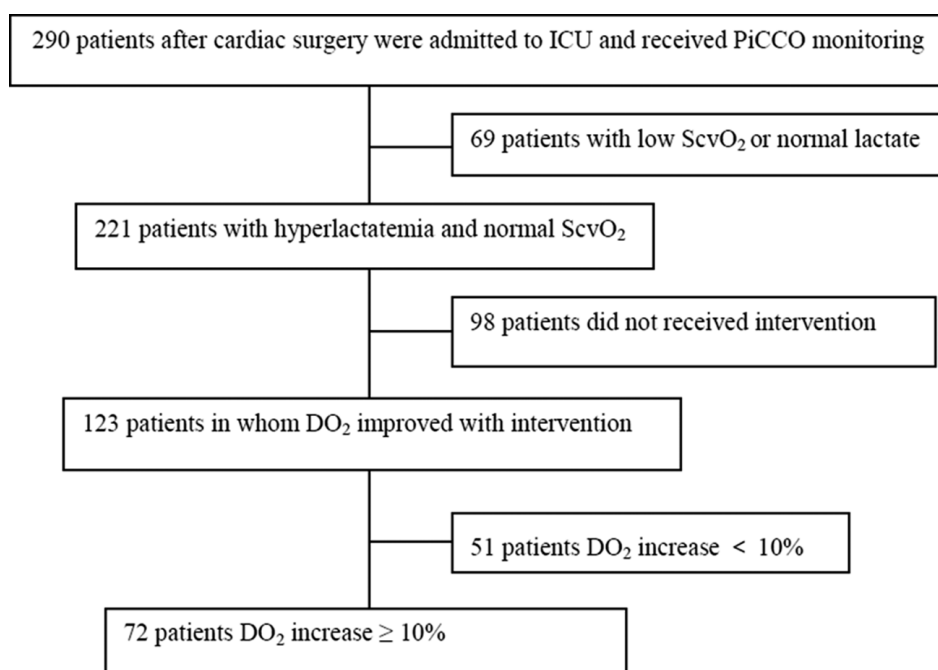 290 patients after cardiac surgery were admitted to ICU and received PiCCO monitoring
69 patients with low ScvO₂ or normal lactate
221 patients with hyperlactatemia and normal ScvO₂
98 patients did not received intervention
123 patients in whom DO₂ improved with intervention
51 patients DO₂ increase < 10%
72 patients DO₂ increase ≥ 10%